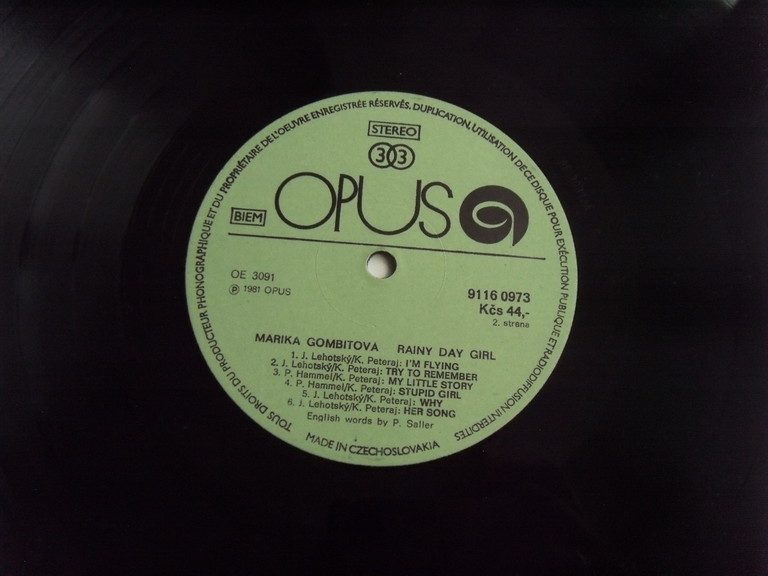 TOUS DROITS DU PRODUCTEUR PHONOGRAPHIQUE ET DU PROPRIÉTAIRE DE L'OEUVRE ENREGISTRÉE RÉSERVÉS. DUPLICATION, UTILISATION DE CE DISQUE POUR EXÉCUTION PUBLIQUE ET RADIODIFFUSION INTERDITES
STEREO
33
OPUS
BIEM
OE 3091
Ⓟ 1981 OPUS
9116 0973
Kčs 44,-
2. strana
MARIKA GOMBITOVA RAINY DAY GIRL
1. J. Lehotský/K. Peteraj: I'M FLYING
2. J. Lehotský/K. Peteraj: TRY TO REMEMBER
3. P. Hammel/K. Peteraj: MY LITTLE STORY
4. P. Hammel/K. Peteraj: STUPID GIRL
5. J. Lehotský/K. Peteraj: WHY
6. J. Lehotský/K. Peteraj: HER SONG
English words by P. Saller
MADE IN CZECHOSLOVAKIA